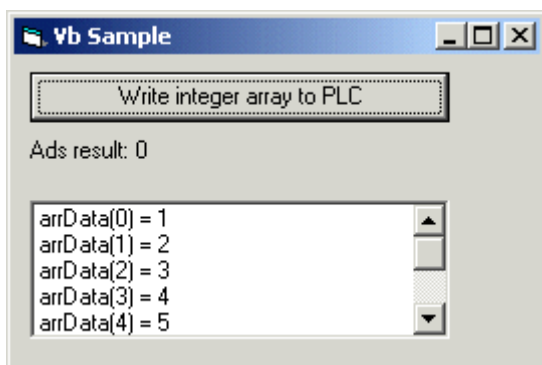 Vb Sample
Write integer array to PLC
Ads result: 0
arrData(0) = 1
arrData(1) = 2
arrData(2) = 3
arrData(3) = 4
arrData(4) = 5